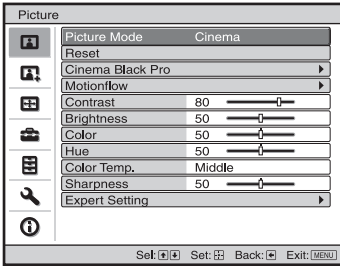 Picture
Picture Mode Cinema
Reset
Cinema Black Pro
Motionflow
Contrast 80
Brightness 50
Color 50
Hue 50
Color Temp. Middle
Sharpness 50
Expert Setting
Sel: Set: Back: Exit: MENU